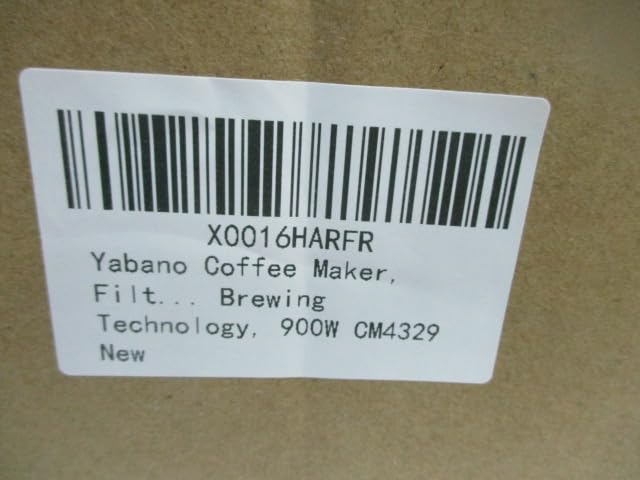 X0016HARFR
Yabano Coffee Maker,
Filt... Brewing
Technology, 900W CM4329
New